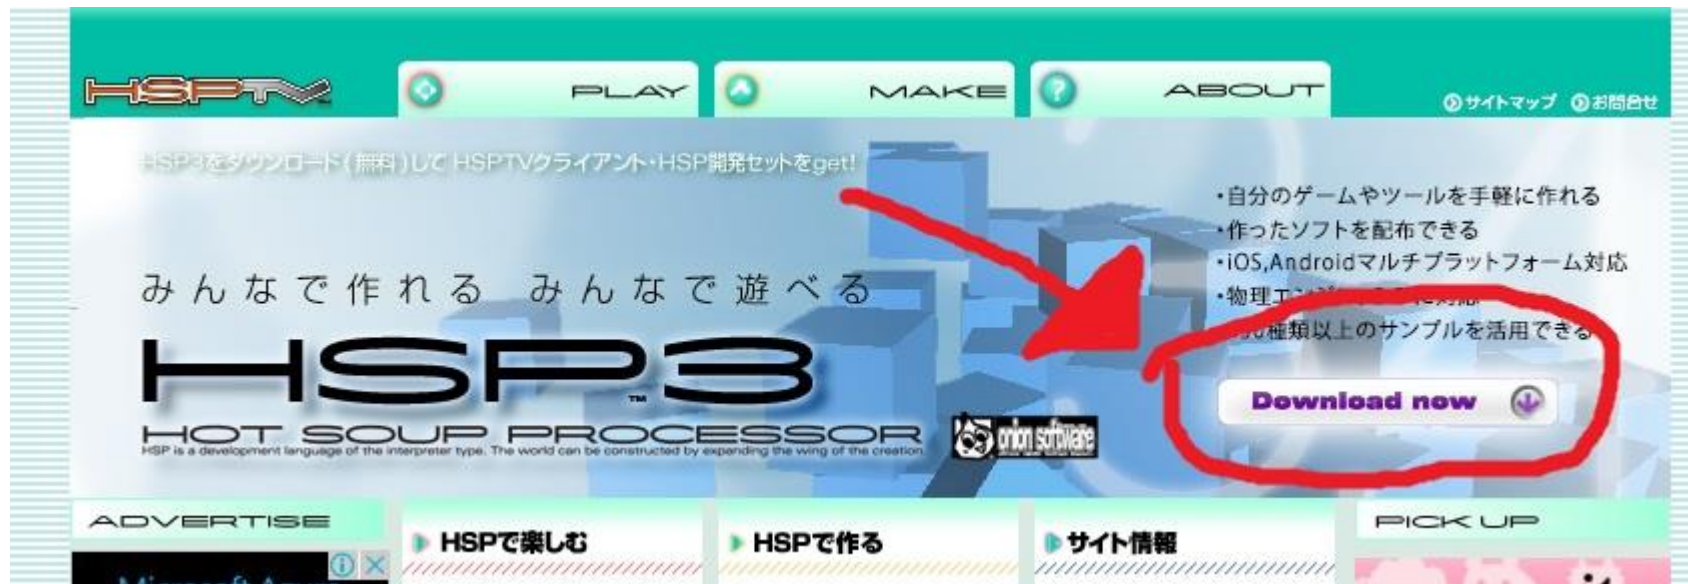 HSPTV
PLAY
MAKE
ABOUT
サイトマップ お問合せ
HSP3をダウンロード(無料)して HSPTVクライアント・HSP開発セットをget!
・自分のゲームやツールを手軽に作れる
・作ったソフトを配布できる
・iOS,Androidマルチプラットフォーム対応
・物理エンジ
種類以上のサンプルを活用できる
みんなで作れる みんなで遊べる
HSP3
TM
HOT SOUP PROCESSOR
HSP is a development language of the interpreter type. The world can be constructed by expanding the wing of the creation.
onion software
Download now
ADVERTISE
HSPで楽しむ
HSPで作る
サイト情報
PICK UP